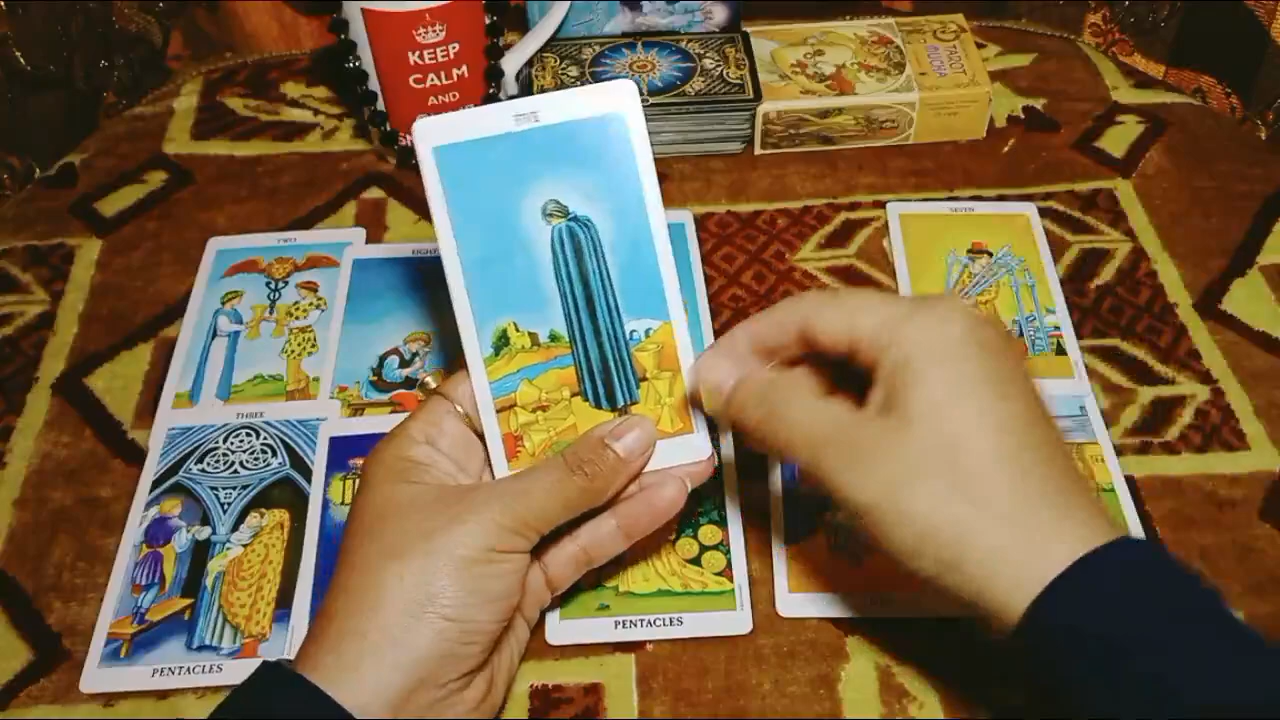 KEEP
CALM
AND
TAROT
MUCHA
SEVEN
TWO
EIGHT
THREE
PENTACLES
PENTACLES